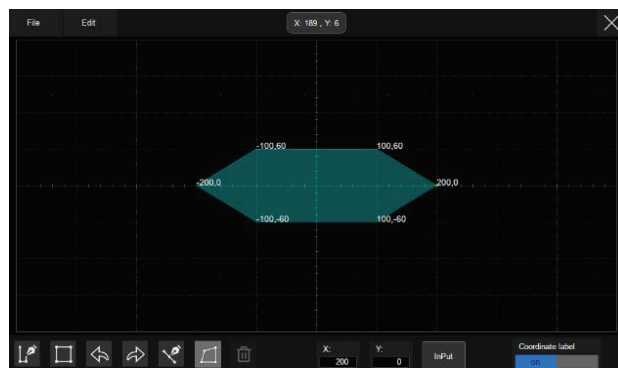 File Edit X: 189 , Y: 6
-100,60 100,60
-200,0 200,0
-100,-60 100,-60
X: Y: Coordinate label
200 0 InPut
on